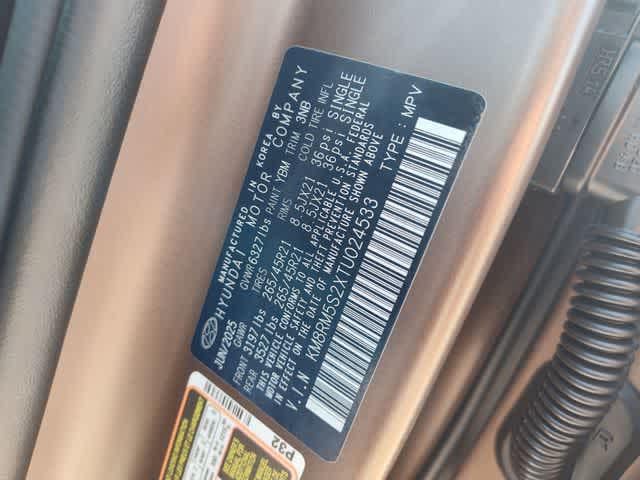 MANUFACTURED IN KOREA BY
HYUNDAI MOTOR COMPANY
JUN/2025 GVWR 6327lbs PAINT YBM TRIM 3NB
GAWR TIRES RIMS COLD TIRE INFL
FRONT 3197lbs 265/45R21 8.5JX21 36psi SINGLE
REAR 3527lbs 265/45R21 8.5JX21 36psi SINGLE
THIS VEHICLE CONFORMS TO ALL APPLICABLE U.S.A. FEDERAL
MOTOR VEHICLE SAFETY AND THEFT PREVENTION STANDARDS
IN EFFECT ON THE DATE OF MANUFACTURE SHOWN ABOVE
V.I.N KM8RM5S2XTU024533 TYPE : MPV
P32